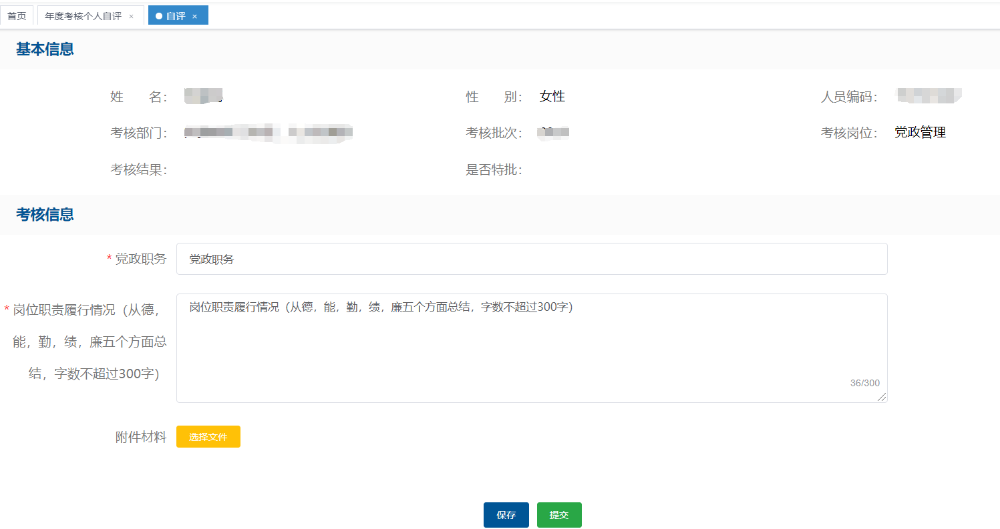 首页 年度考核个人自评 × 自评 ×
基本信息
姓 名： 性 别： 女性 人员编码：
考核部门： 考核批次： 考核岗位： 党政管理
考核结果： 是否特批：
考核信息
* 党政职务 党政职务
* 岗位职责履行情况（从德，
能，勤，绩，廉五个方面总
结，字数不超过300字）
岗位职责履行情况（从德，能，勤，绩，廉五个方面总结，字数不超过300字）
36/300
附件材料 选择文件
保存 提交